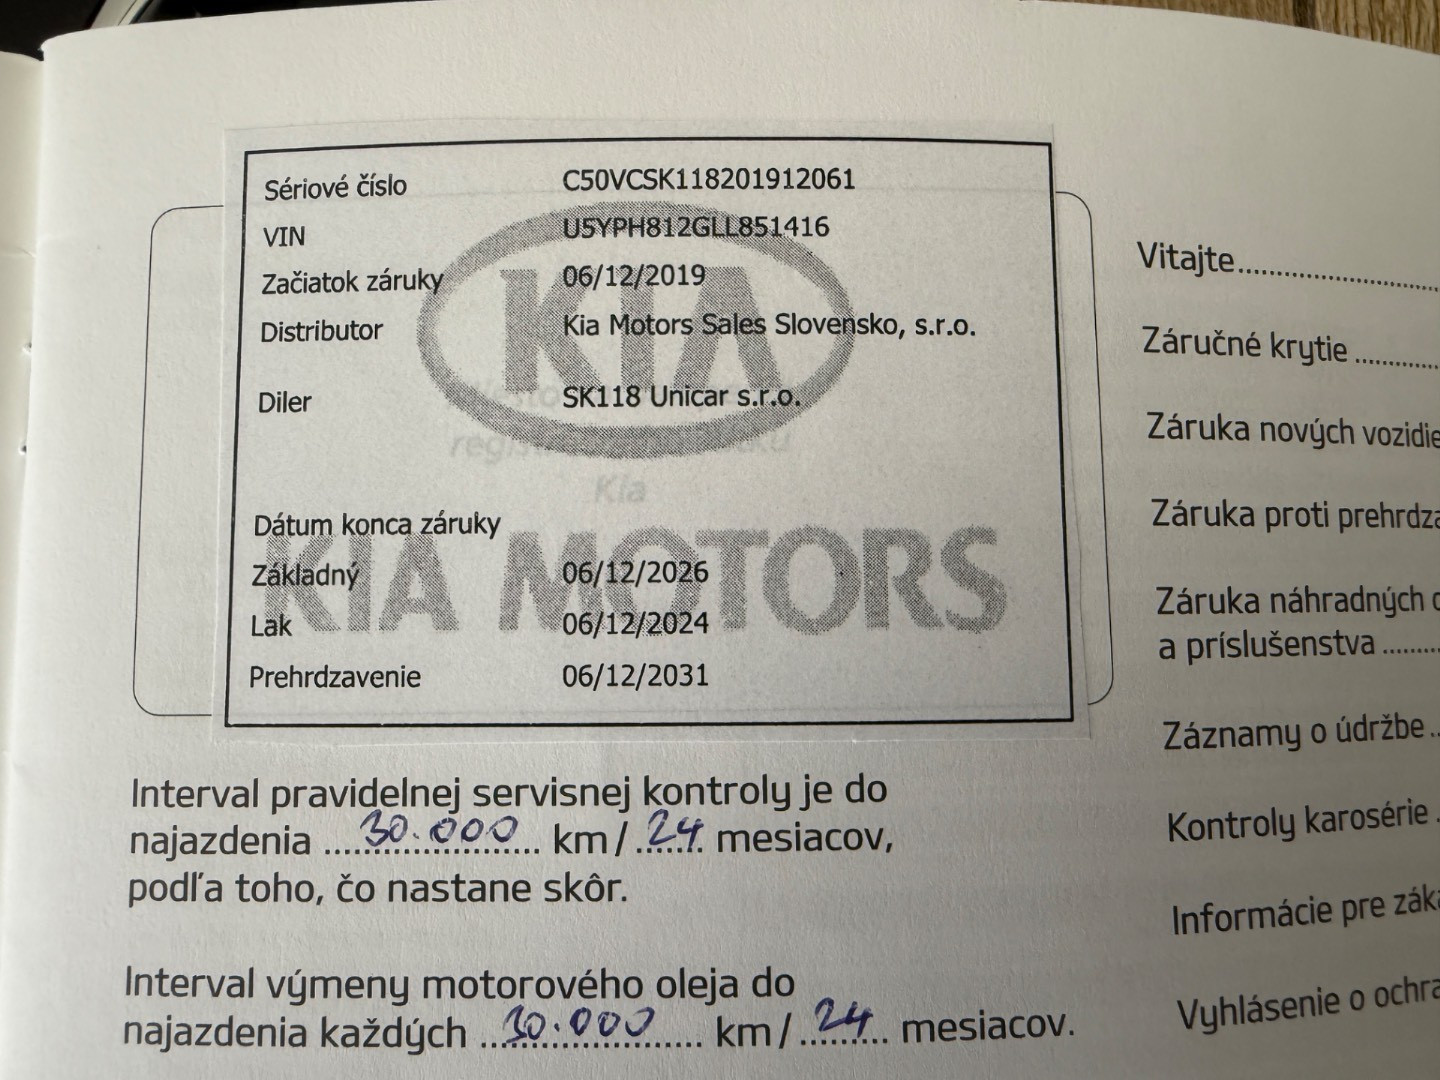 Sériové číslo C50VCSK118201912061
VIN U5YPH812GLL851416
Začiatok záruky 06/12/2019
Distributor Kia Motors Sales Slovensko, s.r.o.
Diler SK118 Unicar s.r.o.
Kia
Dátum konca záruky
Základný 06/12/2026
Lak 06/12/2024
Prehrdzavenie 06/12/2031
KIA
KIA MOTORS
Interval pravidelnej servisnej kontroly je do
najazdenia 30.000 km/ 24 mesiacov,
podľa toho, čo nastane skôr.
Interval výmeny motorového oleja do
najazdenia každých 30.000 km/ 24 mesiacov.
Vitajte
Záručné krytie
Záruka nových
Záruka proti
Záruka náhradných
a príslušenstva
Záznamy o údržbe
Kontroly karosérie
Informácie pre
Vyhlásenie o